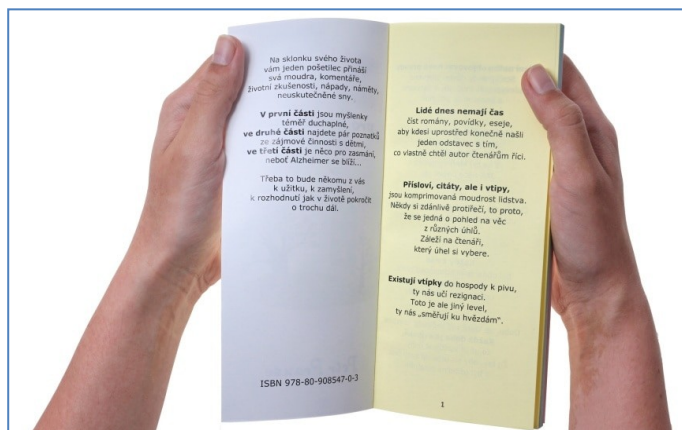 Na sklonku svého života
vám jeden pošetilec přináší
svá moudra, komentáře,
životní zkušenosti, nápady, náměty,
neuskutečněné sny.
V první části jsou myšlenky
téměř duchaplné,
ve druhé části najdete pár poznatků
ze zájmové činnosti s dětmi,
ve třetí části je něco pro zasmání,
neboť Alzheimer se blíží...
Třeba to bude někomu z vás
k užitku, k zamyšlení,
k rozhodnutí jak v životě pokročit
o trochu dál.
ISBN 978-80-908547-0-3
Lidé dnes nemají čas
číst romány, povídky, eseje,
aby kdesi uprostřed konečně našli
jeden odstavec s tím,
co vlastně chtěl autor čtenářům říci.
Přísloví, citáty, ale i vtipy,
jsou komprimovaná moudrost lidstva.
Někdy si zdánlivě protiřečí, to proto,
že se jedná o pohled na věc
z různých úhlů.
Záleží na čtenáři,
který úhel si vybere.
Existují vtípky do hospody k pivu,
ty nás učí rezignaci.
Toto je ale jiný level,
ty nás „směřují ku hvězdám“.
1